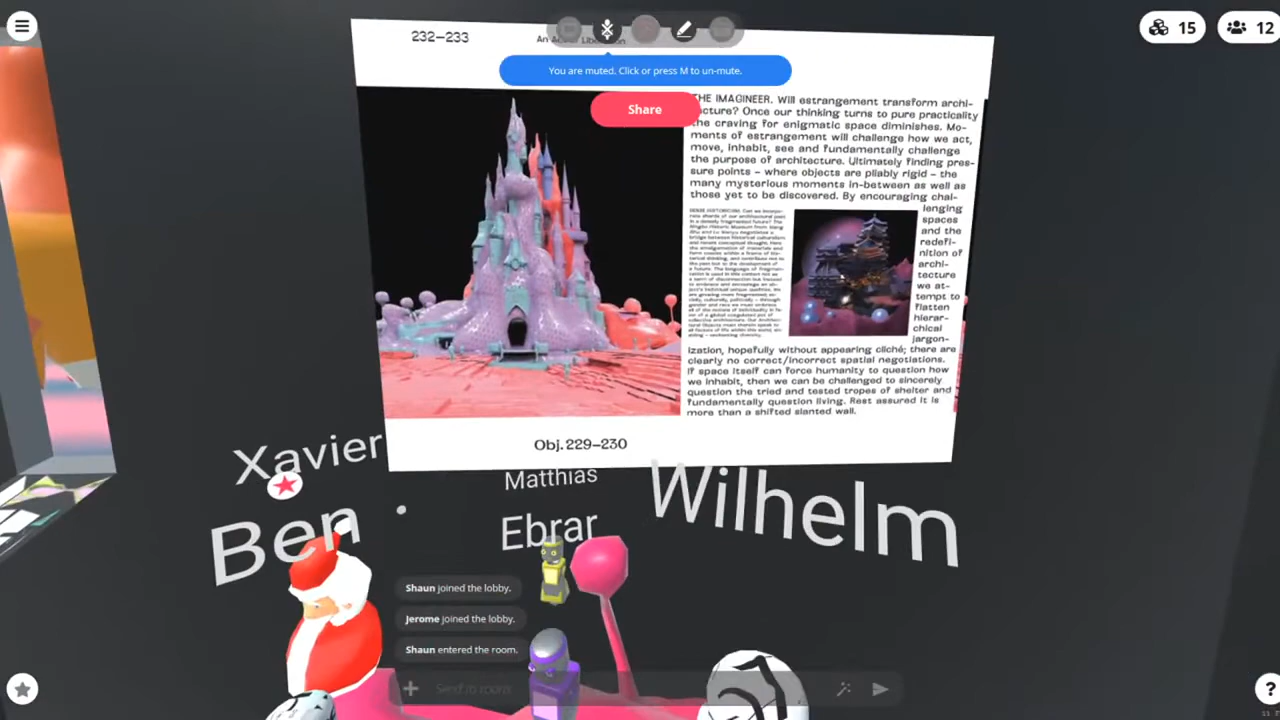 15
12
232–233
You are muted. Click or press M to un-mute.
Share
THE IMAGINEER. Will estrangement transform archi-
tecture? Once our thinking turns to pure practicality
the craving for enigmatic space diminishes. Mo-
ments of estrangement will challenge how we act,
move, inhabit, see and fundamentally challenge
the purpose of architecture. Ultimately finding pres-
sure points – where objects are pliably rigid – the
many mysterious moments in-between as well as
those yet to be discovered. By encouraging chal-
lenging
spaces
and the
redefi-
nition of
archi-
tecture
we at-
tempt to
flatten
hierar-
chical
jargon-
ization, hopefully without appearing cliché; there are
clearly no correct/incorrect spatial negotiations.
If space itself can force humanity to question how
we inhabit, then we can be challenged to sincerely
question the tried and tested tropes of shelter and
fundamentally question living. Rest assured it is
more than a shifted slanted wall.
Obj. 229–230
Xavier
Matthias
Wilhelm
Ben
Ebrar
Shaun joined the lobby.
Jerome joined the lobby.
Shaun entered the room.
Send to room
?